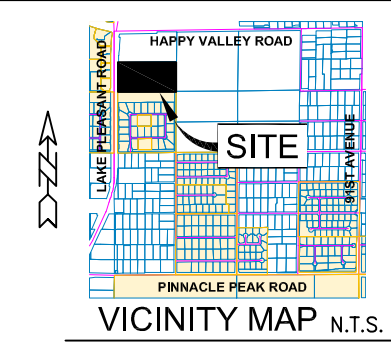 HAPPY VALLEY ROAD
LAKE PLEASANT ROAD
SITE
91ST AVENUE
N
PINNACLE PEAK ROAD
VICINITY MAP N.T.S.